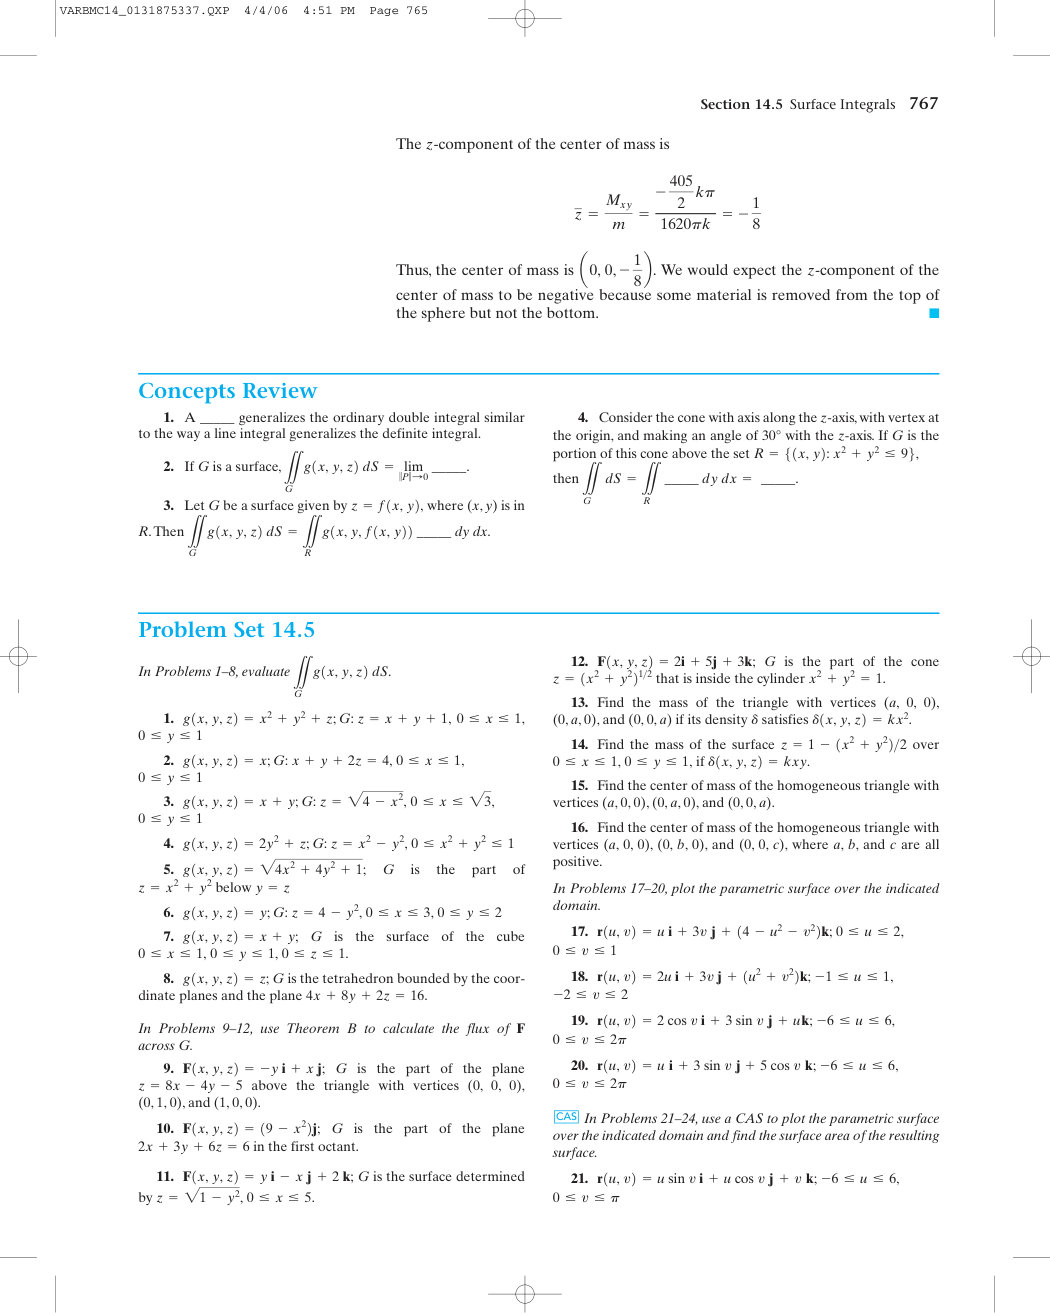 VARBMC14_0131875337.QXP 4/4/06 4:51 PM Page 765
Section 14.5 Surface Integrals 767
The z-component of the center of mass is
z̄ = M_xy / m = (−(405/2)kπ) / (1620πk) = −1/8
Thus, the center of mass is (0, 0, −1/8). We would expect the z-component of the
center of mass to be negative because some material is removed from the top of
the sphere but not the bottom.
Concepts Review
1. A _____ generalizes the ordinary double integral similar
to the way a line integral generalizes the definite integral.
2. If G is a surface, ∬_G g(x, y, z) dS = lim_{‖P‖→0} _____.
3. Let G be a surface given by z = f(x, y), where (x, y) is in
R. Then ∬_G g(x, y, z) dS = ∬_R g(x, y, f(x, y)) _____ dy dx.
4. Consider the cone with axis along the z-axis, with vertex at
the origin, and making an angle of 30° with the z-axis. If G is the
portion of this cone above the set R = {(x, y): x² + y² ≤ 9},
then ∬_G dS = ∬_R _____ dy dx = _____.
Problem Set 14.5
In Problems 1–8, evaluate ∬_G g(x, y, z) dS.
1. g(x, y, z) = x² + y² + z; G: z = x + y + 1, 0 ≤ x ≤ 1,
0 ≤ y ≤ 1
2. g(x, y, z) = x; G: x + y + 2z = 4, 0 ≤ x ≤ 1,
0 ≤ y ≤ 1
3. g(x, y, z) = x + y; G: z = √(4 − x²), 0 ≤ x ≤ √3,
0 ≤ y ≤ 1
4. g(x, y, z) = 2y² + z; G: z = x² − y², 0 ≤ x² + y² ≤ 1
5. g(x, y, z) = √(4x² + 4y² + 1); G is the part of
z = x² + y² below y = z
6. g(x, y, z) = y; G: z = 4 − y², 0 ≤ x ≤ 3, 0 ≤ y ≤ 2
7. g(x, y, z) = x + y; G is the surface of the cube
0 ≤ x ≤ 1, 0 ≤ y ≤ 1, 0 ≤ z ≤ 1.
8. g(x, y, z) = z; G is the tetrahedron bounded by the coor-
dinate planes and the plane 4x + 8y + 2z = 16.
In Problems 9–12, use Theorem B to calculate the flux of F
across G.
9. F(x, y, z) = −y i + x j; G is the part of the plane
z = 8x − 4y − 5 above the triangle with vertices (0, 0, 0),
(0, 1, 0), and (1, 0, 0).
10. F(x, y, z) = (9 − x²)j; G is the part of the plane
2x + 3y + 6z = 6 in the first octant.
11. F(x, y, z) = y i − x j + 2 k; G is the surface determined
by z = √(1 − y²), 0 ≤ x ≤ 5.
12. F(x, y, z) = 2i + 5j + 3k; G is the part of the cone
z = (x² + y²)^1/2 that is inside the cylinder x² + y² = 1.
13. Find the mass of the triangle with vertices (a, 0, 0),
(0, a, 0), and (0, 0, a) if its density δ satisfies δ(x, y, z) = kx².
14. Find the mass of the surface z = 1 − (x² + y²)/2 over
0 ≤ x ≤ 1, 0 ≤ y ≤ 1, if δ(x, y, z) = kxy.
15. Find the center of mass of the homogeneous triangle with
vertices (a, 0, 0), (0, a, 0), and (0, 0, a).
16. Find the center of mass of the homogeneous triangle with
vertices (a, 0, 0), (0, b, 0), and (0, 0, c), where a, b, and c are all
positive.
In Problems 17–20, plot the parametric surface over the indicated
domain.
17. r(u, v) = u i + 3v j + (4 − u² − v²)k; 0 ≤ u ≤ 2,
0 ≤ v ≤ 1
18. r(u, v) = 2u i + 3v j + (u² + v²)k; −1 ≤ u ≤ 1,
−2 ≤ v ≤ 2
19. r(u, v) = 2 cos v i + 3 sin v j + uk; −6 ≤ u ≤ 6,
0 ≤ v ≤ 2π
20. r(u, v) = u i + 3 sin v j + 5 cos v k; −6 ≤ u ≤ 6,
0 ≤ v ≤ 2π
CAS In Problems 21–24, use a CAS to plot the parametric surface
over the indicated domain and find the surface area of the resulting
surface.
21. r(u, v) = u sin v i + u cos v j + v k; −6 ≤ u ≤ 6,
0 ≤ v ≤ π